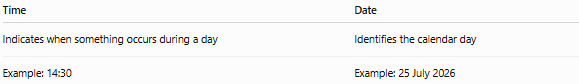 Time Date
Indicates when something occurs during a day Identifies the calendar day
Example: 14:30 Example: 25 July 2026